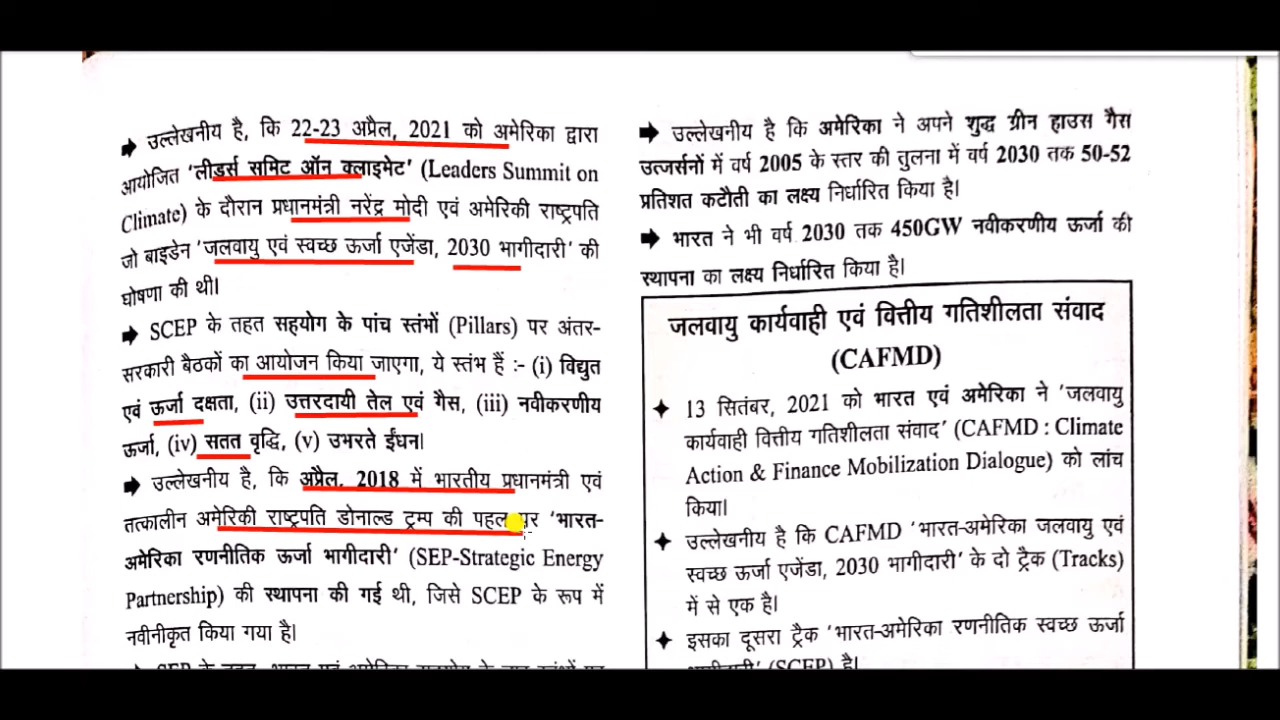 ➡ उल्लेखनीय है, कि 22-23 अप्रैल, 2021 को अमेरिका द्वारा
आयोजित 'लीडर्स समिट ऑन क्लाइमेट' (Leaders Summit on
Climate) के दौरान प्रधानमंत्री नरेंद्र मोदी एवं अमेरिकी राष्ट्रपति
जो बाइडेन 'जलवायु एवं स्वच्छ ऊर्जा एजेंडा, 2030 भागीदारी' की
घोषणा की थी।
➡ SCEP के तहत सहयोग के पांच स्तंभों (Pillars) पर अंतर-
सरकारी बैठकों का आयोजन किया जाएगा, ये स्तंभ हैं :- (i) विद्युत
एवं ऊर्जा दक्षता, (ii) उत्तरदायी तेल एवं गैस, (iii) नवीकरणीय
ऊर्जा, (iv) सतत वृद्धि, (v) उभरते ईंधन।
➡ उल्लेखनीय है, कि अप्रैल, 2018 में भारतीय प्रधानमंत्री एवं
तत्कालीन अमेरिकी राष्ट्रपति डोनाल्ड ट्रम्प की पहल पर 'भारत-
अमेरिका रणनीतिक ऊर्जा भागीदारी' (SEP-Strategic Energy
Partnership) की स्थापना की गई थी, जिसे SCEP के रूप में
नवीनीकृत किया गया है।
➡ उल्लेखनीय है कि अमेरिका ने अपने शुद्ध ग्रीन हाउस गैस
उत्जर्सनों में वर्ष 2005 के स्तर की तुलना में वर्ष 2030 तक 50-52
प्रतिशत कटौती का लक्ष्य निर्धारित किया है।
➡ भारत ने भी वर्ष 2030 तक 450GW नवीकरणीय ऊर्जा की
स्थापना का लक्ष्य निर्धारित किया है।
जलवायु कार्यवाही एवं वित्तीय गतिशीलता संवाद
(CAFMD)
✦ 13 सितंबर, 2021 को भारत एवं अमेरिका ने 'जलवायु
कार्यवाही वित्तीय गतिशीलता संवाद' (CAFMD : Climate
Action & Finance Mobilization Dialogue) को लांच
किया।
✦ उल्लेखनीय है कि CAFMD 'भारत-अमेरिका जलवायु एवं
स्वच्छ ऊर्जा एजेंडा, 2030 भागीदारी' के दो ट्रैक (Tracks)
में से एक है।
✦ इसका दूसरा ट्रैक 'भारत-अमेरिका रणनीतिक स्वच्छ ऊर्जा
भागीदारी' (SCEP) है।